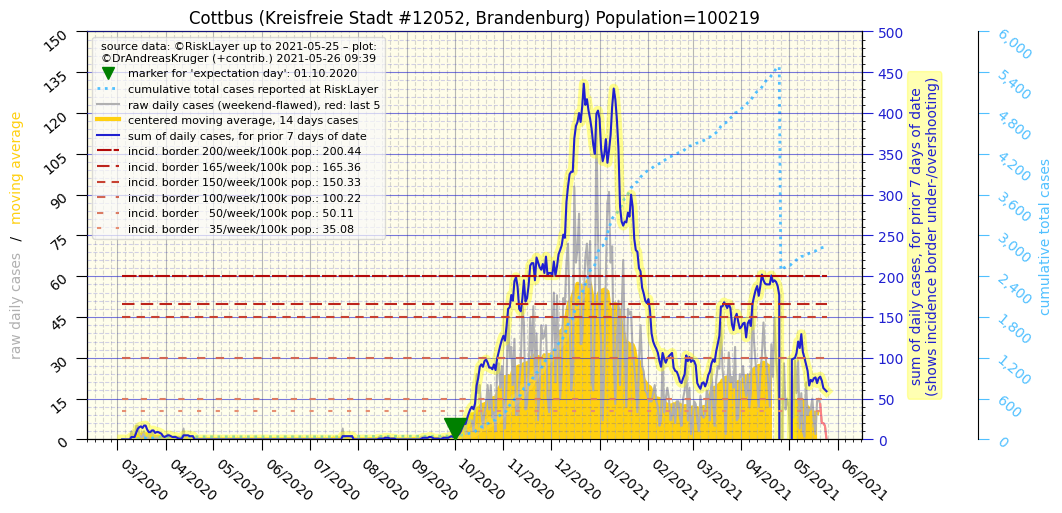 Cottbus (Kreisfreie Stadt #12052, Brandenburg) Population=100219
source data: ©RiskLayer up to 2021-05-25 – plot:
©DrAndreasKruger (+contrib.) 2021-05-26 09:39
marker for 'expectation day': 01.10.2020
cumulative total cases reported at RiskLayer
raw daily cases (weekend-flawed), red: last 5
centered moving average, 14 days cases
sum of daily cases, for prior 7 days of date
incid. border 200/week/100k pop.: 200.44
incid. border 165/week/100k pop.: 165.36
incid. border 150/week/100k pop.: 150.33
incid. border 100/week/100k pop.: 100.22
incid. border   50/week/100k pop.: 50.11
incid. border   35/week/100k pop.: 35.08
raw daily cases / moving average
150
135
120
105
90
75
60
45
30
15
0
03/2020
04/2020
05/2020
06/2020
07/2020
08/2020
09/2020
10/2020
11/2020
12/2020
01/2021
02/2021
03/2021
04/2021
05/2021
06/2021
500
450
400
350
300
250
200
150
100
50
0
sum of daily cases, for prior 7 days of date
(shows incidence border under-/overshooting)
6,000
5,400
4,800
4,200
3,600
3,000
2,400
1,800
1,200
600
0
cumulative total cases